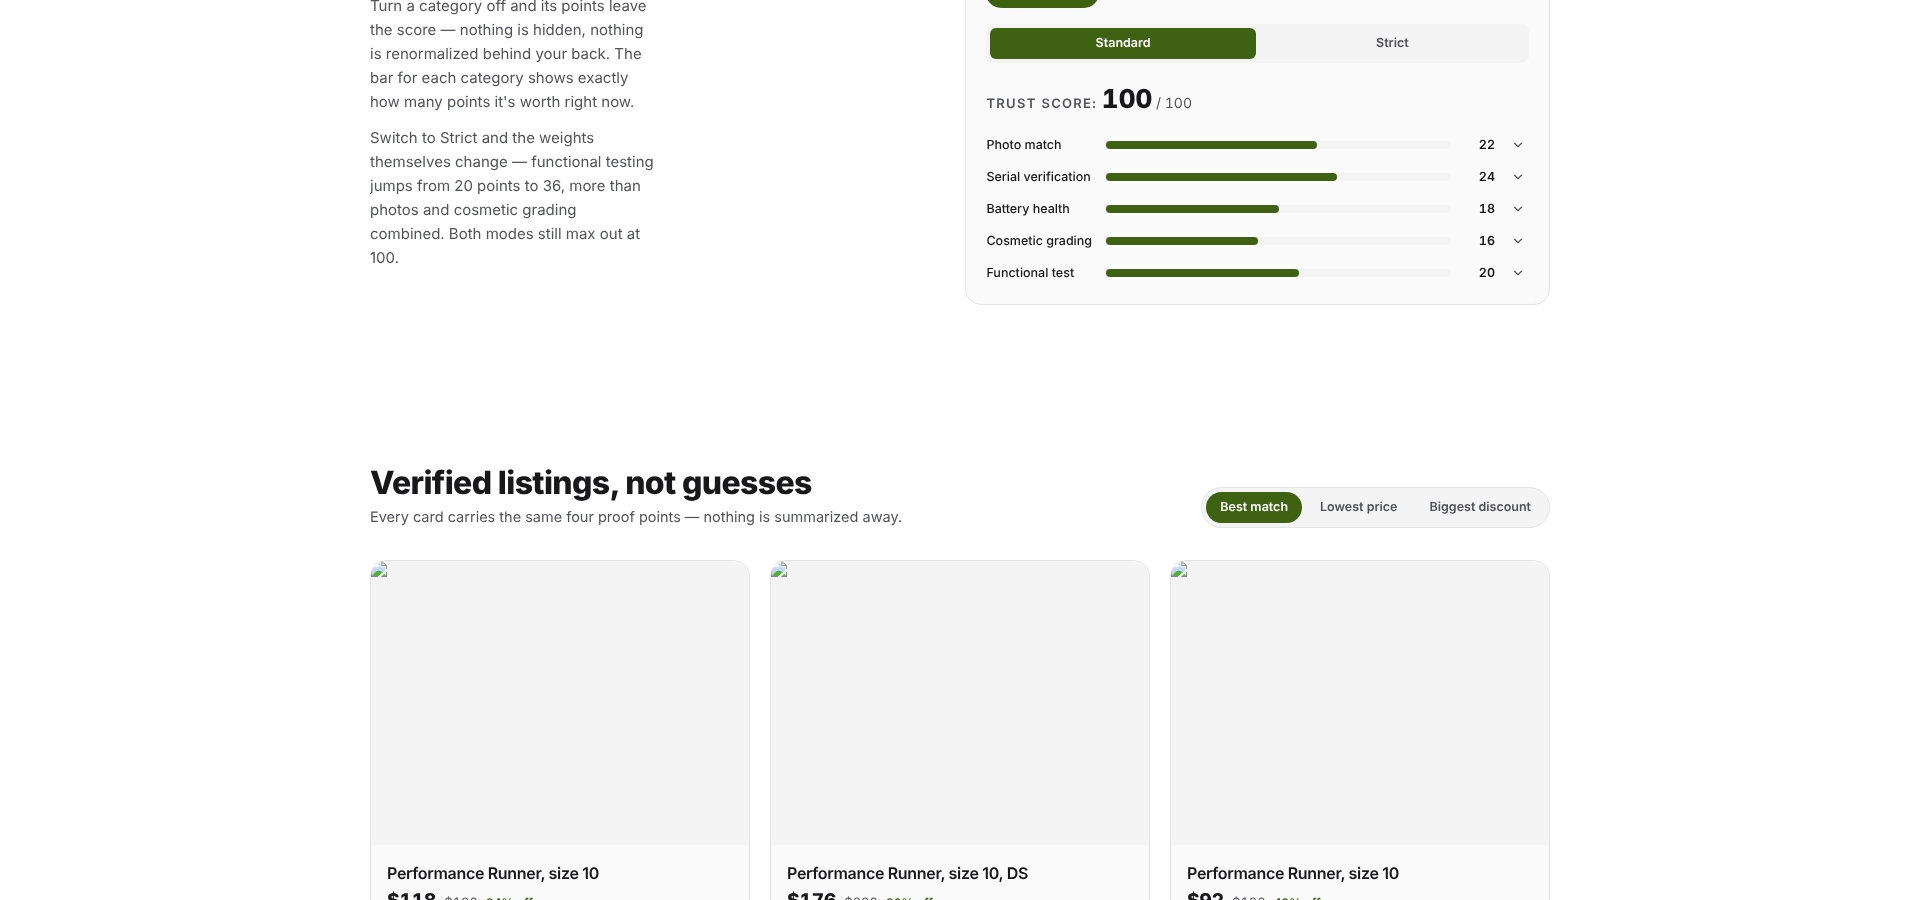 Turn a category off and its points leave
the score — nothing is hidden, nothing
is renormalized behind your back. The
bar for each category shows exactly
how many points it's worth right now.
Switch to Strict and the weights
themselves change — functional testing
jumps from 20 points to 36, more than
photos and cosmetic grading
combined. Both modes still max out at
100.
Standard
Strict
TRUST SCORE: 100 / 100
Photo match 22
Serial verification 24
Battery health 18
Cosmetic grading 16
Functional test 20
Verified listings, not guesses
Every card carries the same four proof points — nothing is summarized away.
Best match
Lowest price
Biggest discount
Performance Runner, size 10
$118
Performance Runner, size 10, DS
$176
Performance Runner, size 10
$92